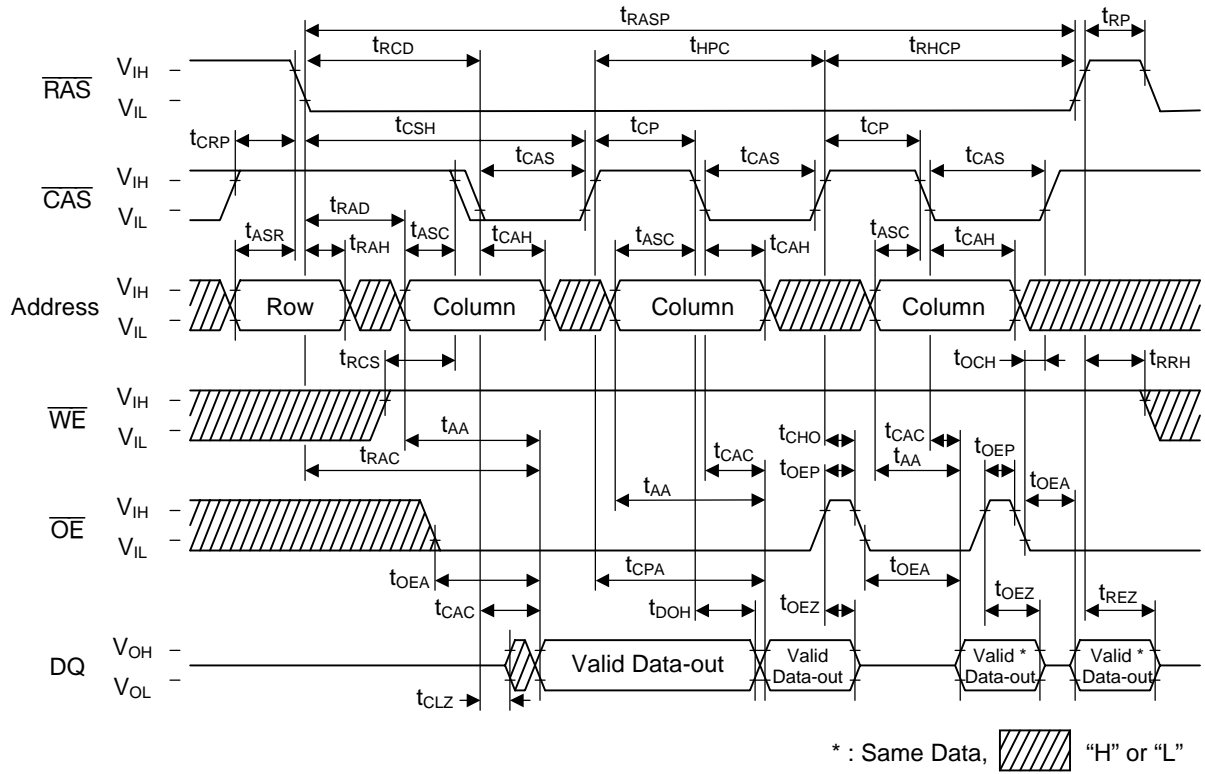 tRASP
tRP
tRCD
tHPC
tRHCP
RAS
VIH
VIL
tCRP
tCSH
tCP
tCP
tCAS
tCAS
tCAS
CAS
VIH
VIL
tRAD
tASR
tRAH
tASC
tCAH
tASC
tCAH
tASC
tCAH
Address
VIH
VIL
Row
Column
Column
Column
tRCS
tOCH
tRRH
WE
VIH
VIL
tAA
tCHO
tCAC
tRAC
tCAC
tOEP
tAA
tOEP
tAA
tOEA
OE
VIH
VIL
tOEA
tCPA
tOEA
tCAC
tDOH
tOEZ
tOEZ
tREZ
DQ
VOH
VOL
Valid Data-out
Valid
Data-out
Valid *
Data-out
Valid *
Data-out
tCLZ
* : Same Data, "H" or "L"